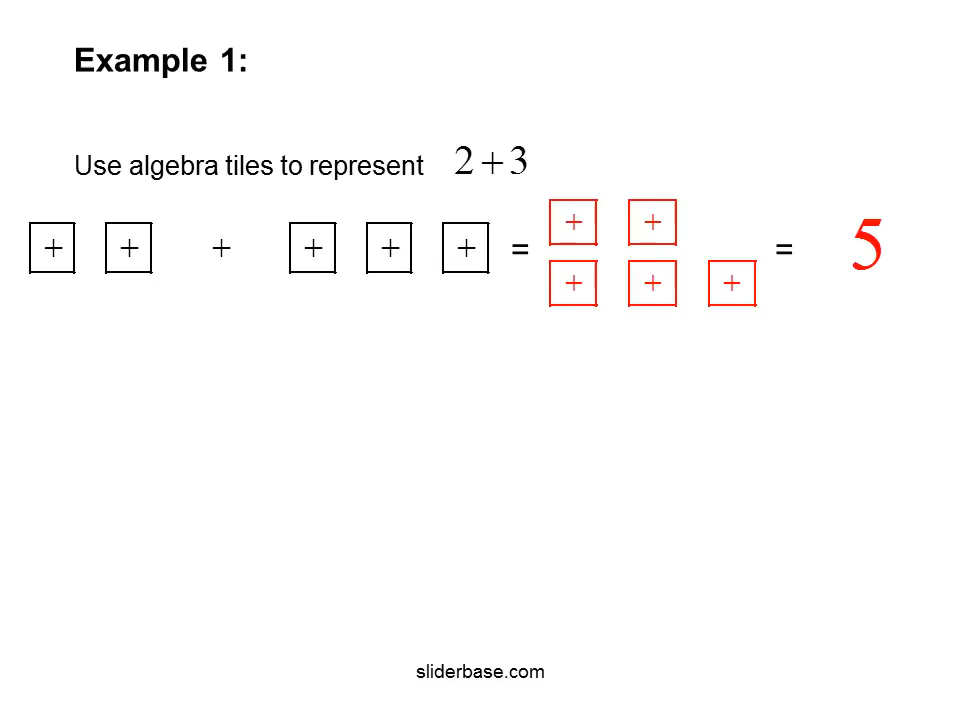 Example 1:
Use algebra tiles to represent 2+3
+ + + + + + = + + + + + = 5
sliderbase.com